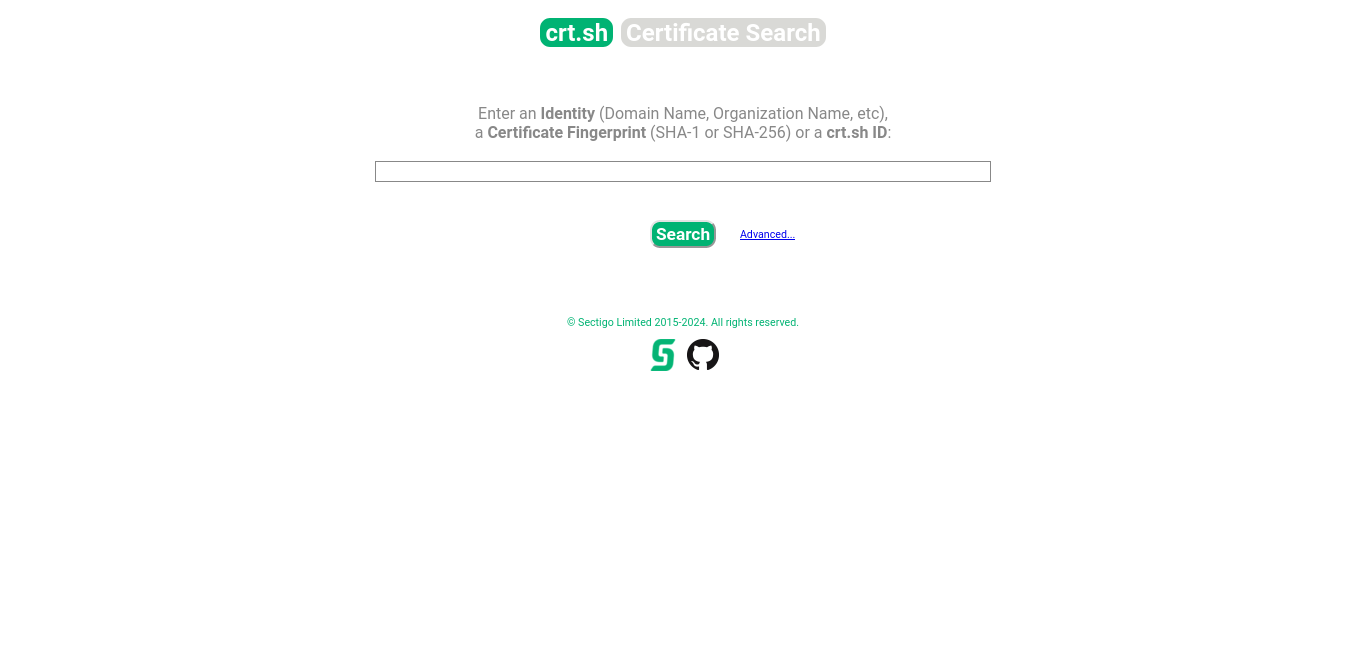 crt.sh Certificate Search
Enter an Identity (Domain Name, Organization Name, etc),
a Certificate Fingerprint (SHA-1 or SHA-256) or a crt.sh ID:
Search Advanced...
© Sectigo Limited 2015-2024. All rights reserved.